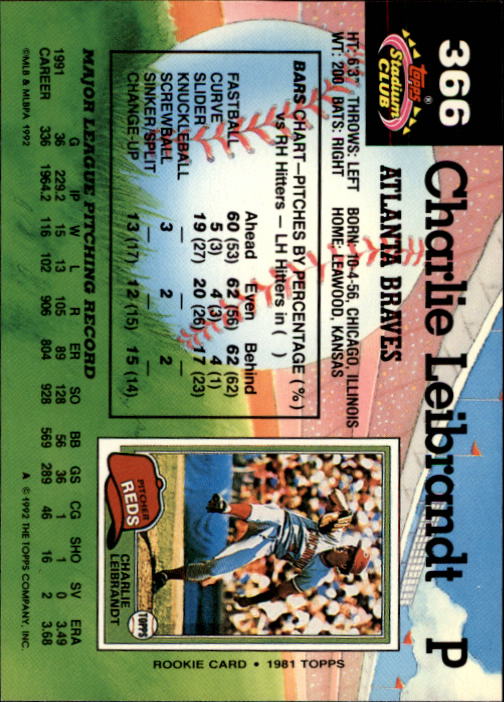 366
topps
Stadium
CLUB
®
Charlie Leibrandt P
ATLANTA BRAVES
HT: 6'3" THROWS: LEFT BORN: 10-4-56, CHICAGO, ILLINOIS
WT: 200 BATS: RIGHT HOME: LEAWOOD, KANSAS
BARS CHART—PITCHES BY PERCENTAGE (%)
vs RH Hitters — LH Hitters in ( )
Ahead Even Behind
FASTBALL 60 (53) 62 (56) 62 (62)
CURVE 5 (3) 4 (3) 4 (1)
SLIDER 19 (27) 20 (26) 17 (23)
KNUCKLEBALL — — —
SCREWBALL 3 2 2
SINKER/SPLIT — — —
CHANGE-UP 13 (17) 12 (15) 15 (14)
PITCHER
REDS
CHARLIE
LEIBRANDT
TOPPS
ROOKIE CARD • 1981 TOPPS
MAJOR LEAGUE PITCHING RECORD
G IP W L R ER SO BB GS CG SHO SV ERA
1991 36 229.2 15 13 105 89 128 56 36 1 1 0 3.49
CAREER 336 1964.2 116 102 906 804 928 569 289 46 16 2 3.68
©MLB & MLBPA 1992
A © 1992 THE TOPPS COMPANY, INC.